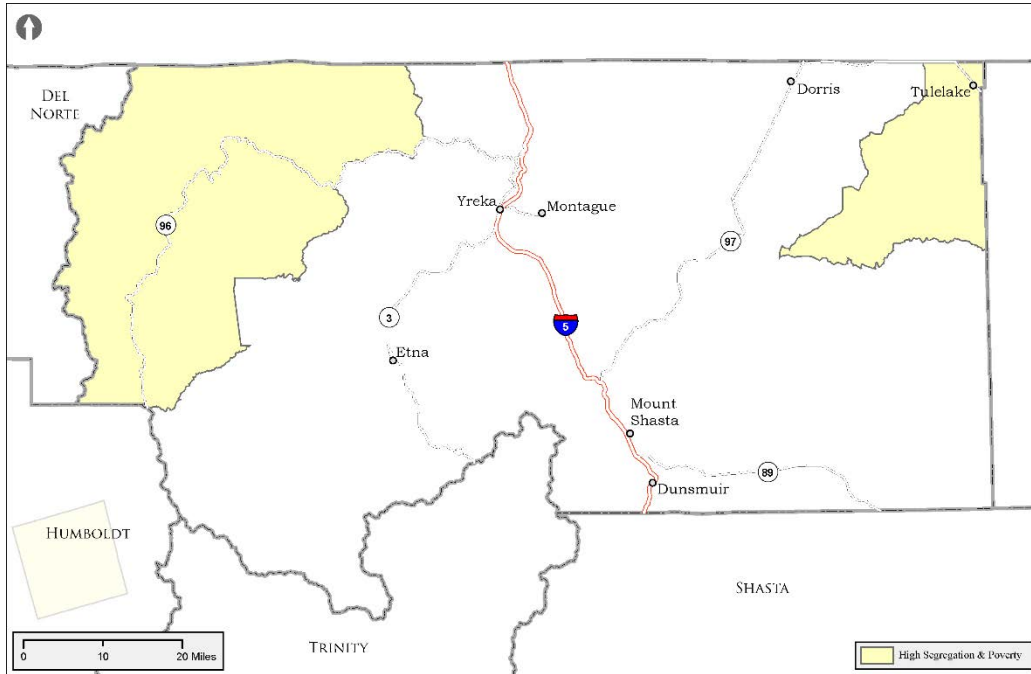 DEL
NORTE
Dorris
Tulelake
Yreka
Montague
96
97
3
5
Etna
Mount
Shasta
89
Dunsmuir
HUMBOLDT
SHASTA
TRINITY
0 10 20 Miles
High Segregation & Poverty